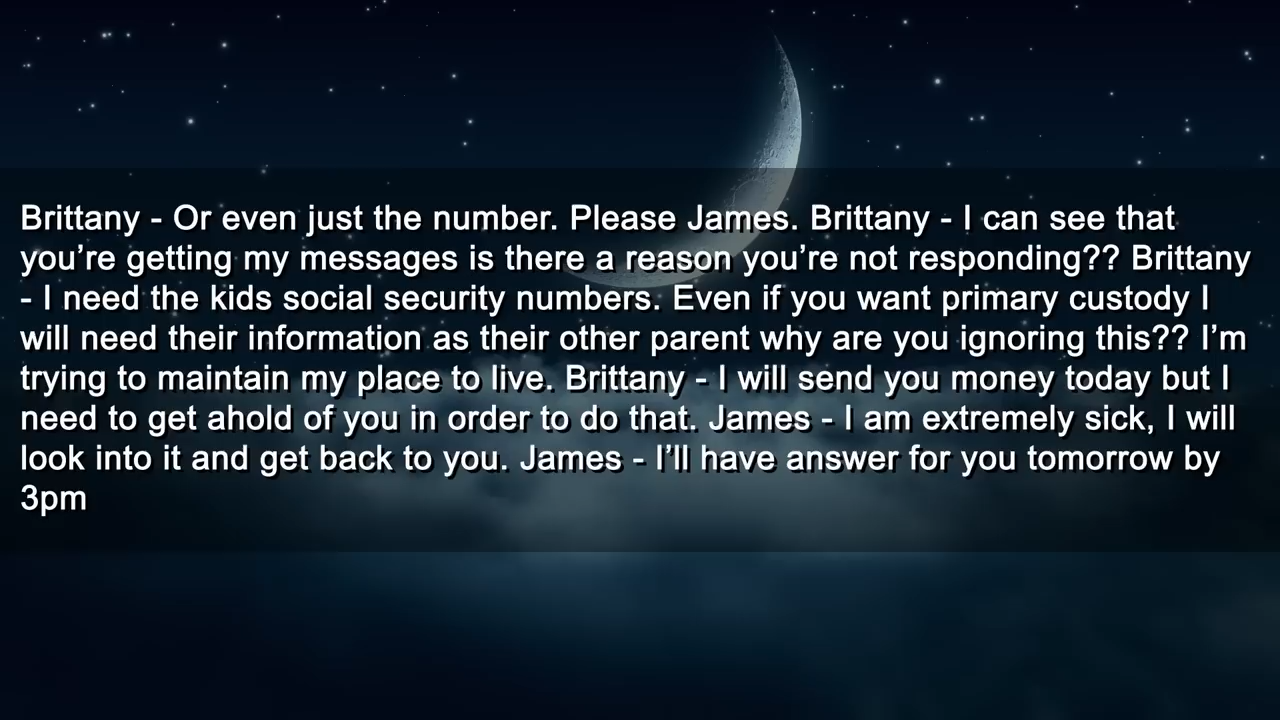 Brittany - Or even just the number. Please James. Brittany - I can see that
you’re getting my messages is there a reason you’re not responding?? Brittany
- I need the kids social security numbers. Even if you want primary custody I
will need their information as their other parent why are you ignoring this?? I’m
trying to maintain my place to live. Brittany - I will send you money today but I
need to get ahold of you in order to do that. James - I am extremely sick, I will
look into it and get back to you. James - I’ll have answer for you tomorrow by
3pm